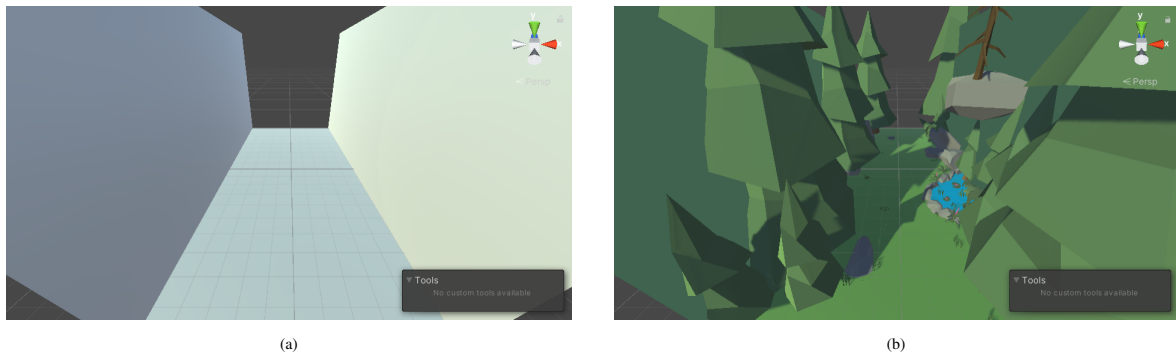 y
x
Persp
Tools
No custom tools available
y
x
Persp
Tools
No custom tools available
(a)
(b)